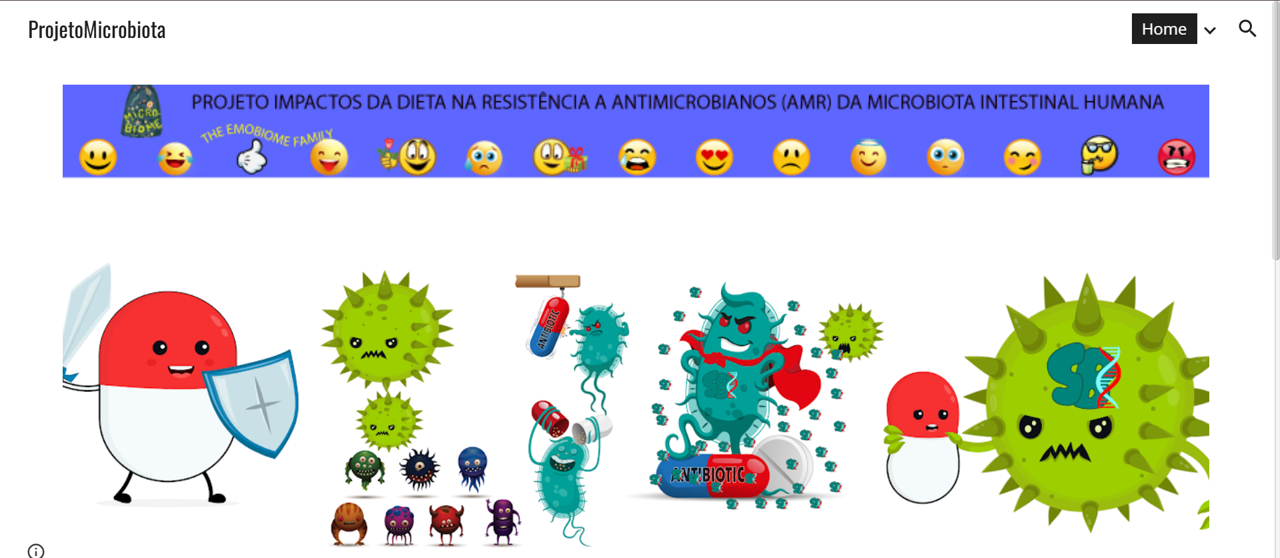 ProjetoMicrobiota
Home
PROJETO IMPACTOS DA DIETA NA RESISTÊNCIA A ANTIMICROBIANOS (AMR) DA MICROBIOTA INTESTINAL HUMANA
MICRO
BIOME
THE EMOBIOME FAMILY
ANTIBIOTIC
ANTIBIOTIC